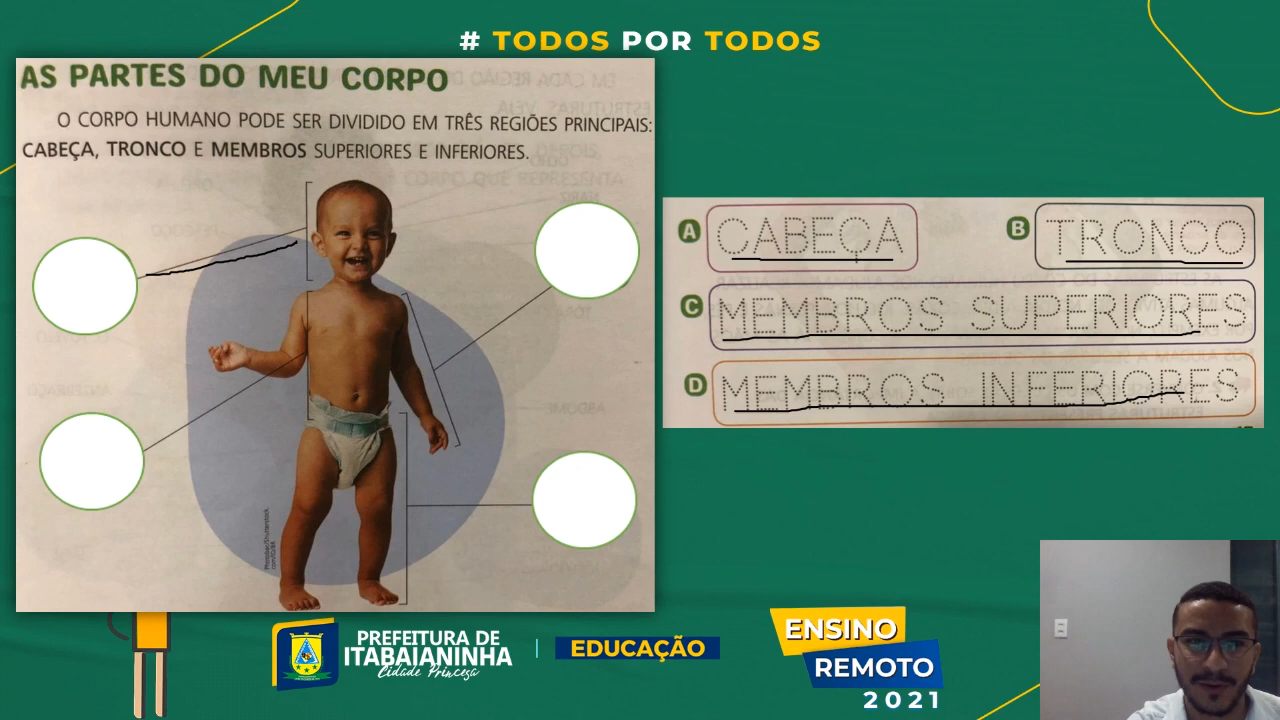 # TODOS POR TODOS
AS PARTES DO MEU CORPO
O CORPO HUMANO PODE SER DIVIDIDO EM TRÊS REGIÕES PRINCIPAIS:
CABEÇA, TRONCO E MEMBROS SUPERIORES E INFERIORES.
A CABEÇA
B TRONCO
C MEMBROS SUPERIORES
D MEMBROS INFERIORES
PREFEITURA DE
ITABAIANINHA
Cidade Princesa
EDUCAÇÃO
ENSINO
REMOTO
2021